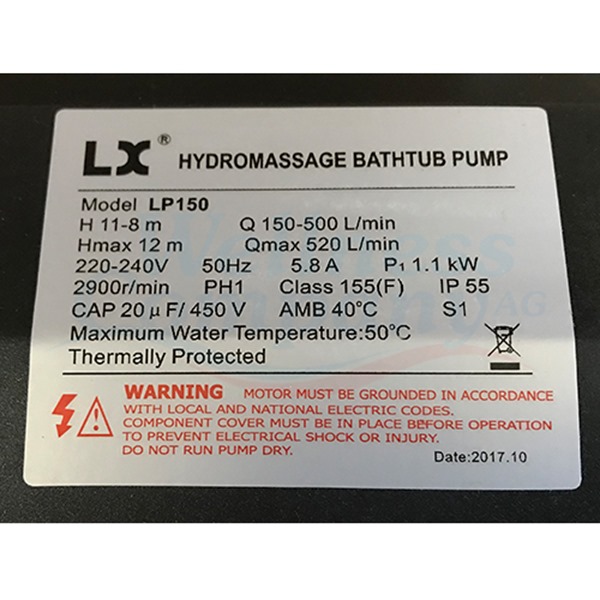 LX® HYDROMASSAGE BATHTUB PUMP
Model LP150
H 11-8 m Q 150-500 L/min
Hmax 12 m Qmax 520 L/min
220-240V 50Hz 5.8 A P₁ 1.1 kW
2900r/min PH1 Class 155(F) IP 55
CAP 20 μF/ 450 V AMB 40°C S1
Maximum Water Temperature:50°C
Thermally Protected
WARNING MOTOR MUST BE GROUNDED IN ACCORDANCE
WITH LOCAL AND NATIONAL ELECTRIC CODES.
COMPONENT COVER MUST BE IN PLACE BEFORE OPERATION
TO PREVENT ELECTRICAL SHOCK OR INJURY.
DO NOT RUN PUMP DRY.
Date:2017.10